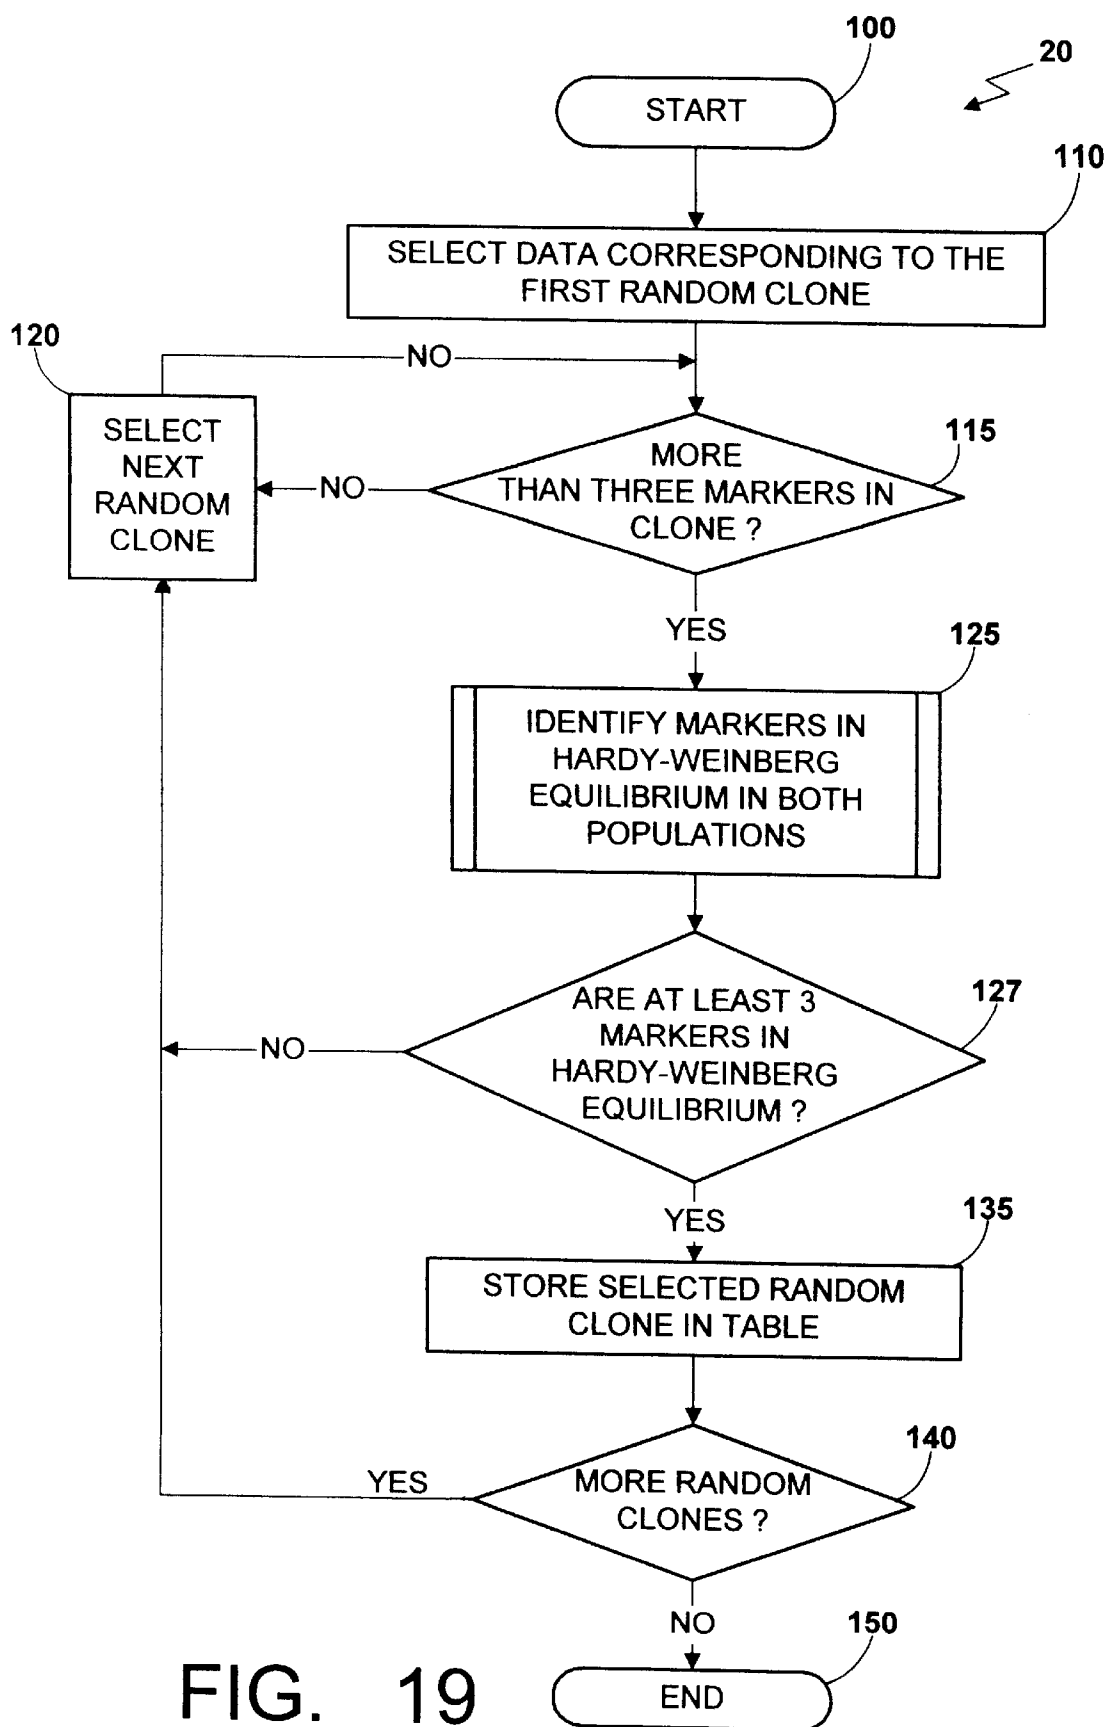 100
20
START
110
SELECT DATA CORRESPONDING TO THE
FIRST RANDOM CLONE
120
NO
SELECT
NEXT
RANDOM
CLONE
115
MORE
THAN THREE MARKERS IN
CLONE ?
NO
YES
125
IDENTIFY MARKERS IN
HARDY-WEINBERG
EQUILIBRIUM IN BOTH
POPULATIONS
127
ARE AT LEAST 3
MARKERS IN
HARDY-WEINBERG
EQUILIBRIUM ?
NO
YES
135
STORE SELECTED RANDOM
CLONE IN TABLE
140
MORE RANDOM
CLONES ?
YES
NO
150
END
FIG. 19